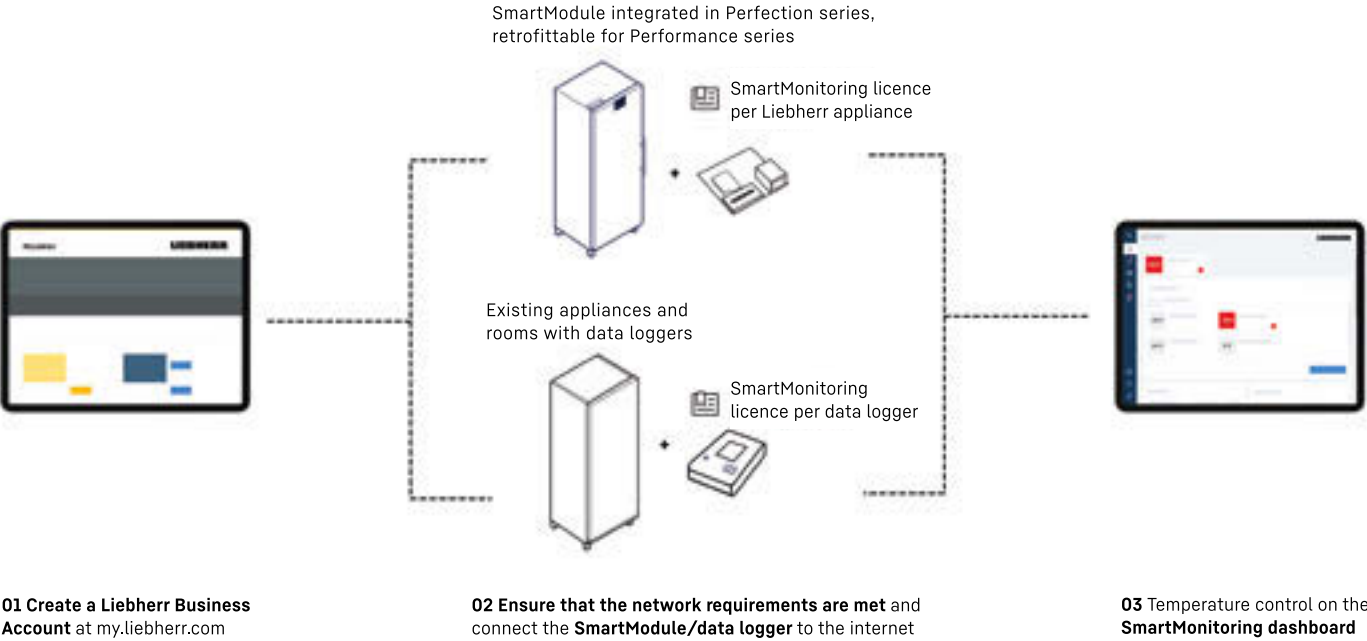 SmartModule integrated in Perfection series,
retrofittable for Performance series
SmartMonitoring licence
per Liebherr appliance
LIEBHERR
Existing appliances and
rooms with data loggers
SmartMonitoring
licence per data logger
01 Create a Liebherr Business
Account at my.liebherr.com
02 Ensure that the network requirements are met and
connect the SmartModule/data logger to the internet
03 Temperature control on the
SmartMonitoring dashboard